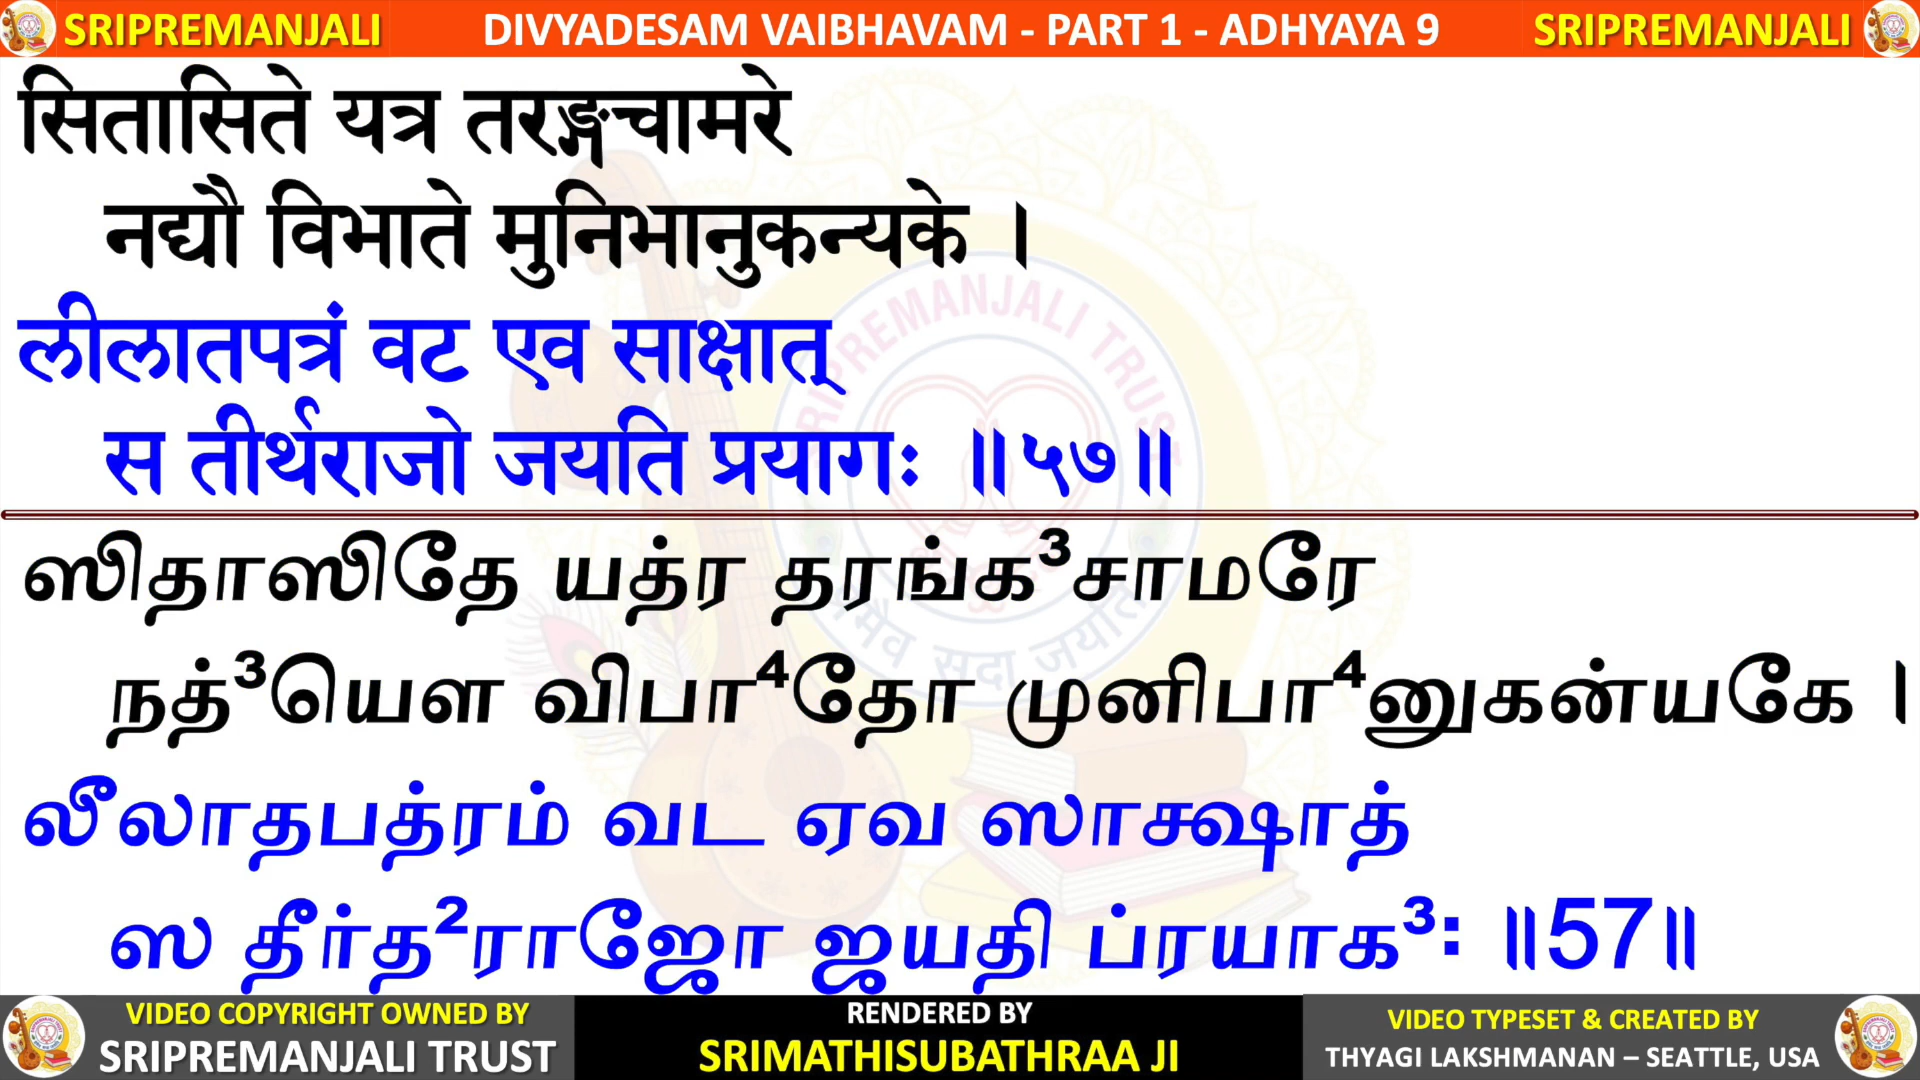 SRIPREMANJALI DIVYADESAM VAIBHAVAM - PART 1 - ADHYAYA 9 SRIPREMANJALI
सितासिते यत्र तरङ्गचामरे
नद्यौ विभाते मुनिभानुकन्यके ।
लीलातपत्रं वट एव साक्षात्
स तीर्थराजो जयति प्रयागः ॥५७॥
ஸிதாஸிதே யத்ர தரங்க³சாமரே
நத்³யௌ விபா⁴தோ முனிபா⁴னுகன்யகே ।
லீலாதபத்ரம் வட ஏவ ஸாக்ஷாத்
ஸ தீர்த²ராஜோ ஜயதி ப்ரயாக³: ॥57॥
SRIPREMANJALI TRUST
VIDEO COPYRIGHT OWNED BY RENDERED BY VIDEO TYPESET & CREATED BY
SRIPREMANJALI TRUST SRIMATHISUBATHRAA JI THYAGI LAKSHMANAN – SEATTLE, USA